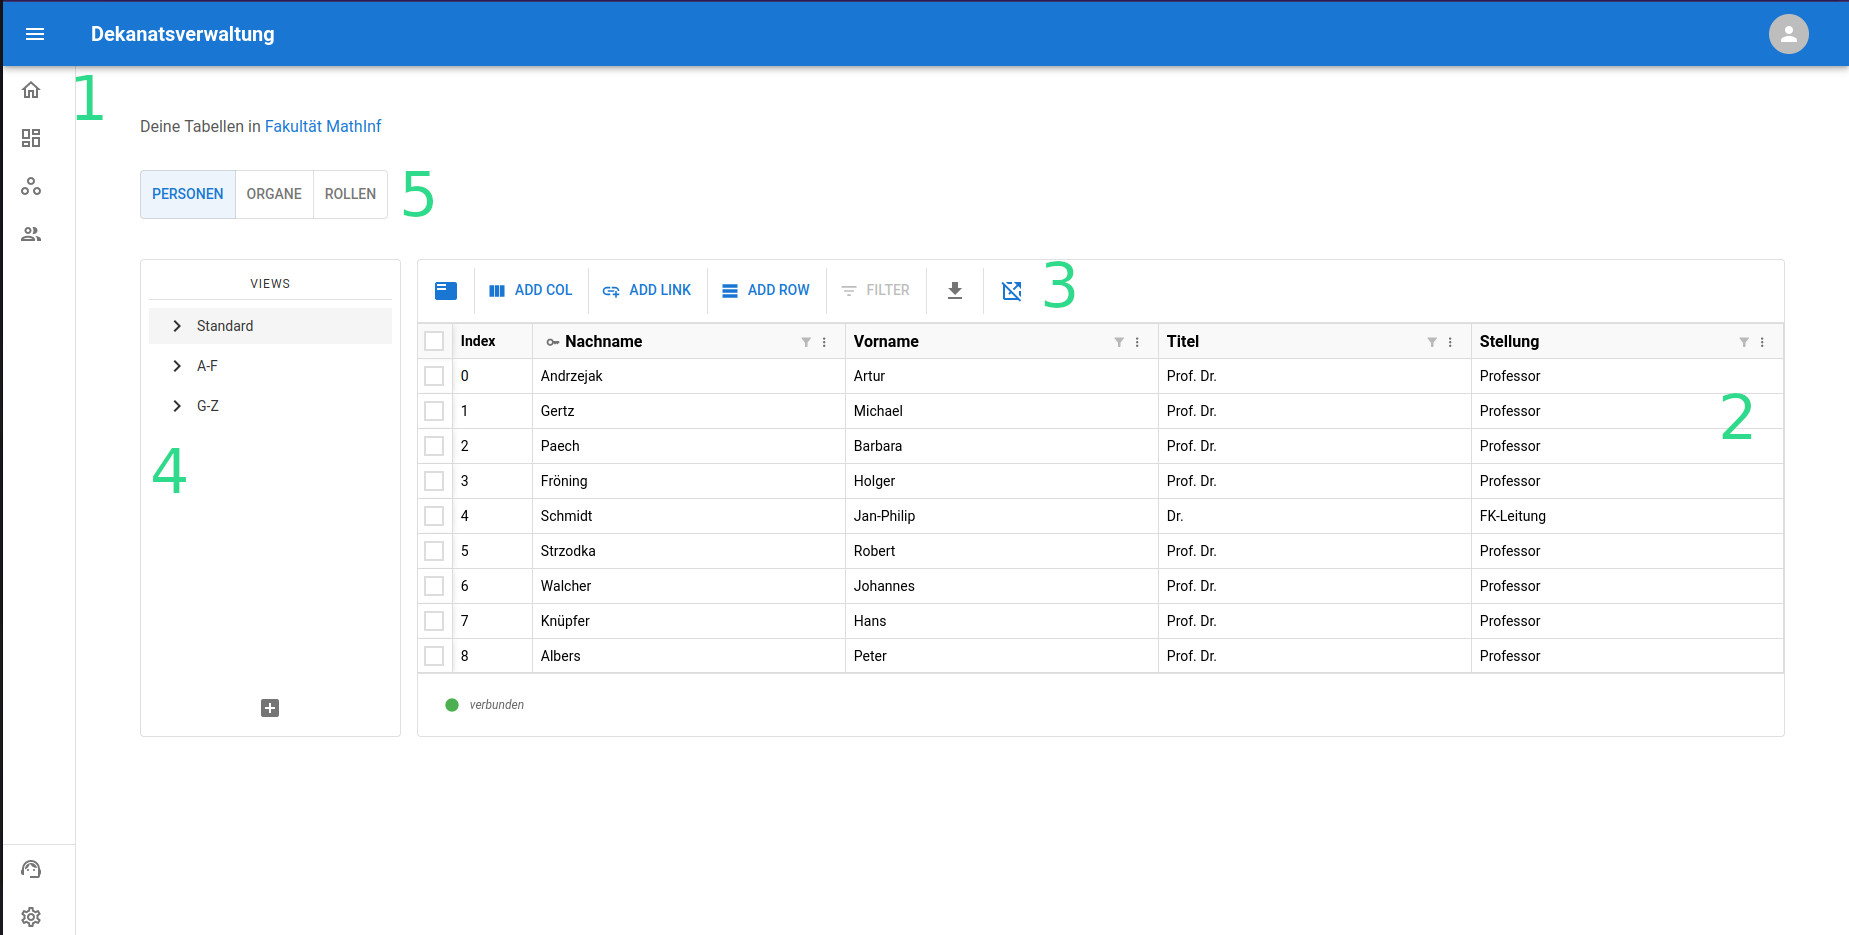 Dekanatsverwaltung
1
Deine Tabellen in Fakultät MathInf
PERSONEN ORGANE ROLLEN 5
VIEWS
Standard
A-F
G-Z
4
ADD COL ADD LINK ADD ROW FILTER 3
Index Nachname Vorname Titel Stellung
0 Andrzejak Artur Prof. Dr. Professor
1 Gertz Michael Prof. Dr. Professor
2
2 Paech Barbara Prof. Dr. Professor
3 Fröning Holger Prof. Dr. Professor
4 Schmidt Jan-Philip Dr. FK-Leitung
5 Strzodka Robert Prof. Dr. Professor
6 Walcher Johannes Prof. Dr. Professor
7 Knüpfer Hans Prof. Dr. Professor
8 Albers Peter Prof. Dr. Professor
verbunden